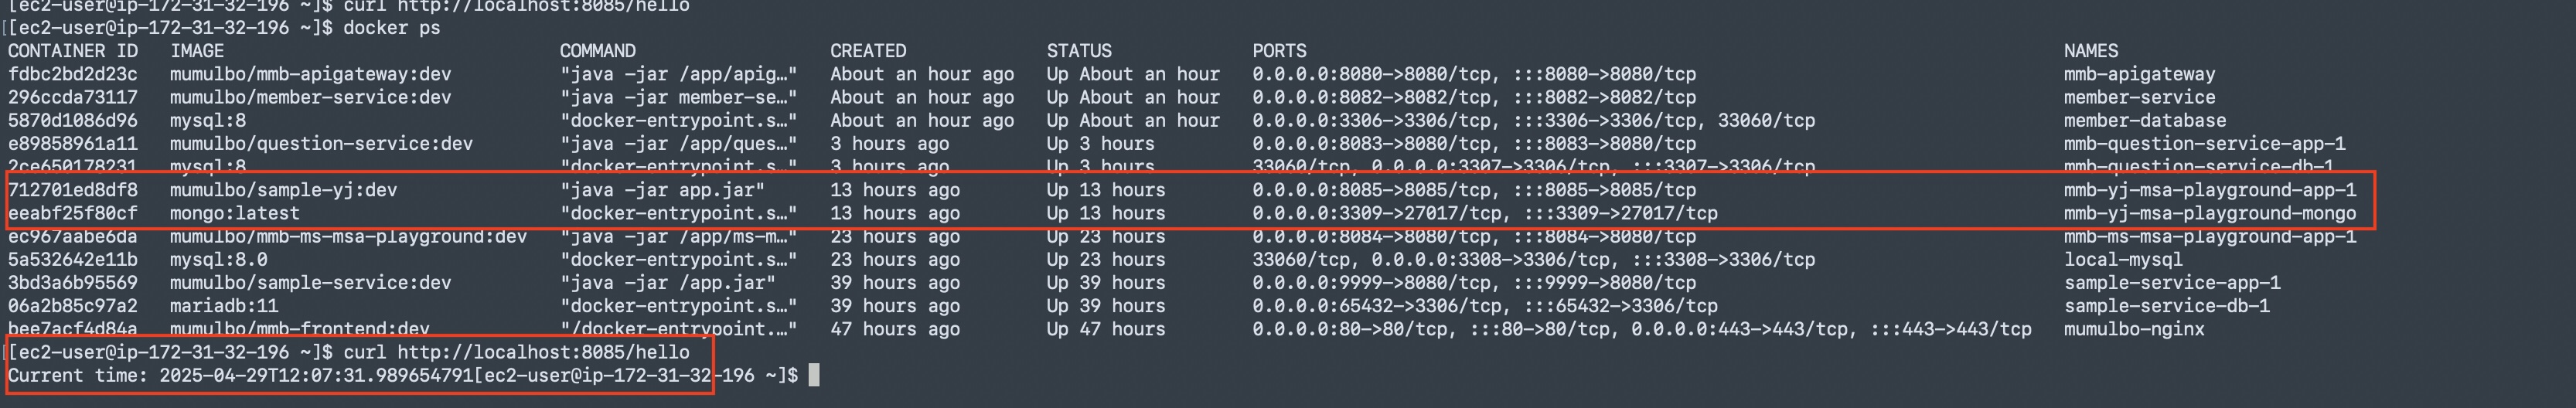 [ec2-user@ip-172-31-32-196 ~]$ curl http://localhost:8085/hello
[[ec2-user@ip-172-31-32-196 ~]$ docker ps
CONTAINER ID   IMAGE                             COMMAND                  CREATED             STATUS             PORTS                                                                      NAMES
fdbc2bd2d23c   mumulbo/mmb-apigateway:dev        "java -jar /app/apig…"   About an hour ago   Up About an hour   0.0.0.0:8080->8080/tcp, :::8080->8080/tcp                                  mmb-apigateway
296ccda73117   mumulbo/member-service:dev        "java -jar member-se…"   About an hour ago   Up About an hour   0.0.0.0:8082->8082/tcp, :::8082->8082/tcp                                  member-service
5870d1086d96   mysql:8                           "docker-entrypoint.s…"   About an hour ago   Up About an hour   0.0.0.0:3306->3306/tcp, :::3306->3306/tcp, 33060/tcp                       member-database
e89858961a11   mumulbo/question-service:dev      "java -jar /app/ques…"   3 hours ago         Up 3 hours         0.0.0.0:8083->8080/tcp, :::8083->8080/tcp                                  mmb-question-service-app-1
2ce650178231   mysql:8                           "docker-entrypoint.s…"   3 hours ago         Up 3 hours         33060/tcp, 0.0.0.0:3307->3306/tcp, :::3307->3306/tcp                       mmb-question-service-db-1
712701ed8df8   mumulbo/sample-yj:dev             "java -jar app.jar"      13 hours ago        Up 13 hours        0.0.0.0:8085->8085/tcp, :::8085->8085/tcp                                  mmb-yj-msa-playground-app-1
eeabf25f80cf   mongo:latest                      "docker-entrypoint.s…"   13 hours ago        Up 13 hours        0.0.0.0:3309->27017/tcp, :::3309->27017/tcp                                mmb-yj-msa-playground-mongo
ec967aabe6da   mumulbo/mmb-ms-msa-playground:dev   "java -jar /app/ms-m…"   23 hours ago        Up 23 hours        0.0.0.0:8084->8080/tcp, :::8084->8080/tcp                                  mmb-ms-msa-playground-app-1
5a532642e11b   mysql:8.0                         "docker-entrypoint.s…"   23 hours ago        Up 23 hours        33060/tcp, 0.0.0.0:3308->3306/tcp, :::3308->3306/tcp                       local-mysql
3bd3a6b95569   mumulbo/sample-service:dev        "java -jar /app.jar"     39 hours ago        Up 39 hours        0.0.0.0:9999->8080/tcp, :::9999->8080/tcp                                  sample-service-app-1
06a2b85c97a2   mariadb:11                        "docker-entrypoint.s…"   39 hours ago        Up 39 hours        0.0.0.0:65432->3306/tcp, :::65432->3306/tcp                                sample-service-db-1
bee7acf4d84a   mumulbo/mmb-frontend:dev          "/docker-entrypoint.…"   47 hours ago        Up 47 hours        0.0.0.0:80->80/tcp, :::80->80/tcp, 0.0.0.0:443->443/tcp, :::443->443/tcp   mumulbo-nginx
[[ec2-user@ip-172-31-32-196 ~]$ curl http://localhost:8085/hello
Current time: 2025-04-29T12:07:31.989654791[ec2-user@ip-172-31-32-196 ~]$